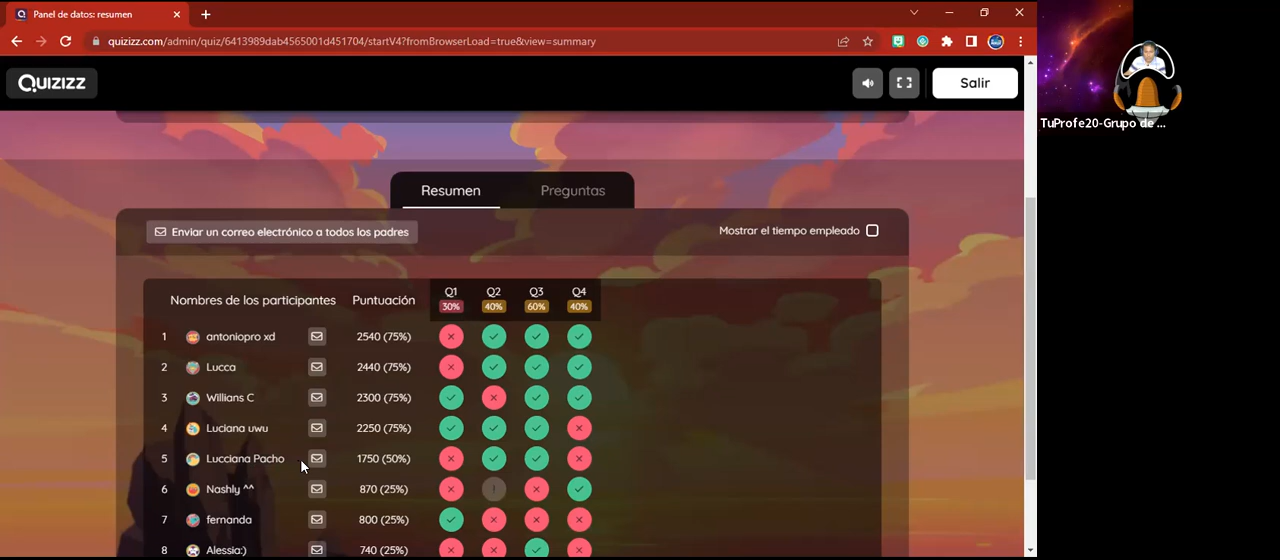 Panel de datos: resumen
quizizz.com/admin/quiz/6413989dab4565001d451704/startV4?fromBrowserLoad=true&view=summary
QUIZIZZ
Salir
TuProfe20-Grupo de ...
Resumen Preguntas
Enviar un correo electrónico a todos los padres
Mostrar el tiempo empleado
Nombres de los participantes Puntuación Q1 Q2 Q3 Q4
30% 40% 60% 40%
1 antoniopro xd 2540 (75%)
2 Lucca 2440 (75%)
3 Willians C 2300 (75%)
4 Luciana uwu 2250 (75%)
5 Lucciana Pacho 1750 (50%)
6 Nashly ^^ 870 (25%)
7 fernanda 800 (25%)
8 Alessia:) 740 (25%)